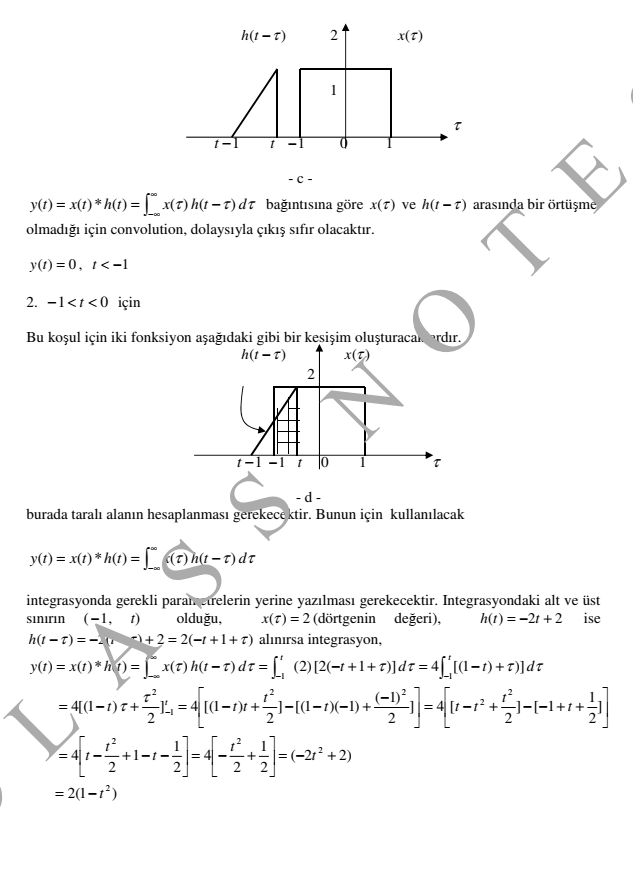 h(t − τ) 2 x(τ)
1
τ
t − 1 t −1 0 1
- c -
y(t) = x(t) * h(t) = ∫_{−∞}^{∞} x(τ) h(t − τ) dτ bağıntısına göre x(τ) ve h(t − τ) arasında bir örtüşme
olmadığı için convolution, dolaysıyla çıkış sıfır olacaktır.
y(t) = 0 , t < −1
2. −1 < t < 0 için
Bu koşul için iki fonksiyon aşağıdaki gibi bir kesişim
h(t − τ) x(τ)
2
t − 1 −1 t 0 1 τ
- d -
burada taralı alanın hesaplanması gerekecektir. Bunun için kullanılacak
y(t) = x(t) * h(t) = ∫_{−∞}^{∞} x(τ) h(t − τ) dτ
integrasyonda gerekli parametrelerin yerine yazılması gerekecektir. Integrasyondaki alt ve üst
sınırın (−1, t) olduğu, x(τ) = 2 (dörtgenin değeri), h(t) = −2t + 2 ise
h(t − τ) = −2(t − τ) + 2 = 2(−t + 1 + τ) alınırsa integrasyon,
y(t) = x(t) * h(t) = ∫_{−∞}^{∞} x(τ) h(t − τ) dτ = ∫_{−1}^{t} (2) [2(−t + 1 + τ)] dτ = 4∫_{−1}^{t} [(1 − t) + τ)] dτ
= 4[(1 − t) τ + τ²/2]_{−1}^{t} = 4[[(1 − t)t + t²/2] − [(1 − t)(−1) + (−1)²/2]] = 4[[t − t² + t²/2] − [−1 + t + 1/2]]
= 4[t − t²/2 + 1 − t − 1/2] = 4[−t²/2 + 1/2] = (−2t² + 2)
= 2(1 − t²)
LASS NOTE